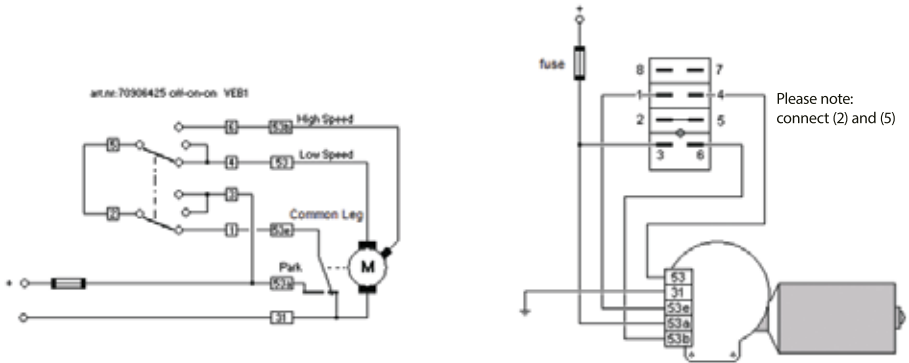 art.nr:70906425 off-on-on VEB1
6 53b High Speed
5
4 53 Low Speed
3
2
1 53e Common Leg
M
Park
+
53a
31
+
fuse
8 7
1 4
2 5
3 6
Please note:
connect (2) and (5)
53
31
53e
53a
53b